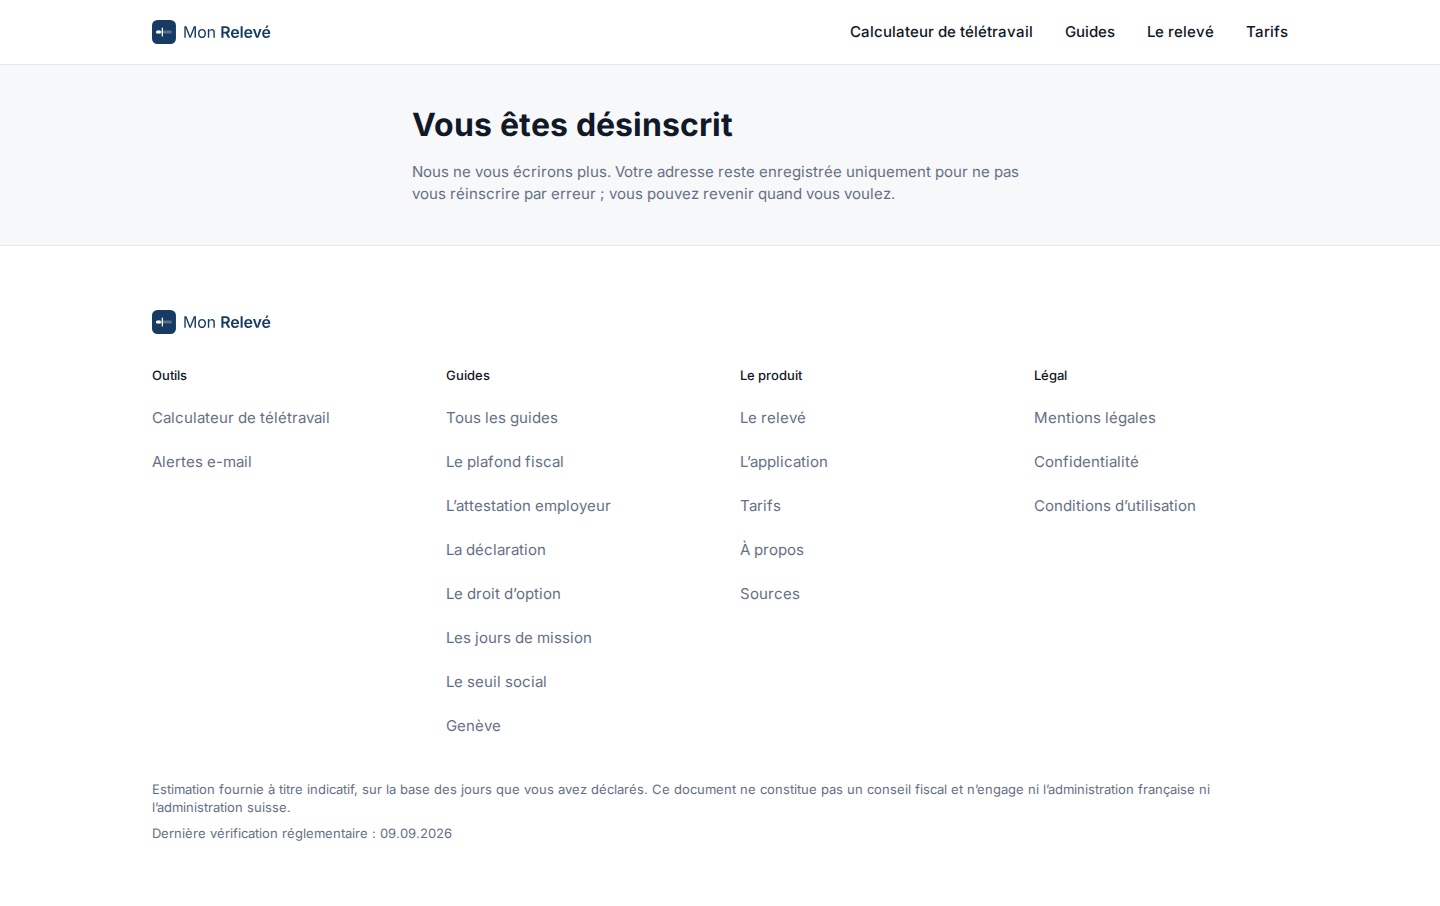 Mon Relevé
Calculateur de télétravail
Guides
Le relevé
Tarifs
Vous êtes désinscrit
Nous ne vous écrirons plus. Votre adresse reste enregistrée uniquement pour ne pas
vous réinscrire par erreur ; vous pouvez revenir quand vous voulez.
Mon Relevé
Outils
Calculateur de télétravail
Alertes e-mail
Guides
Tous les guides
Le plafond fiscal
L’attestation employeur
La déclaration
Le droit d’option
Les jours de mission
Le seuil social
Genève
Le produit
Le relevé
L’application
Tarifs
À propos
Sources
Légal
Mentions légales
Confidentialité
Conditions d’utilisation
Estimation fournie à titre indicatif, sur la base des jours que vous avez déclarés. Ce document ne constitue pas un conseil fiscal et n’engage ni l’administration française ni
l’administration suisse.
Dernière vérification réglementaire : 09.09.2026